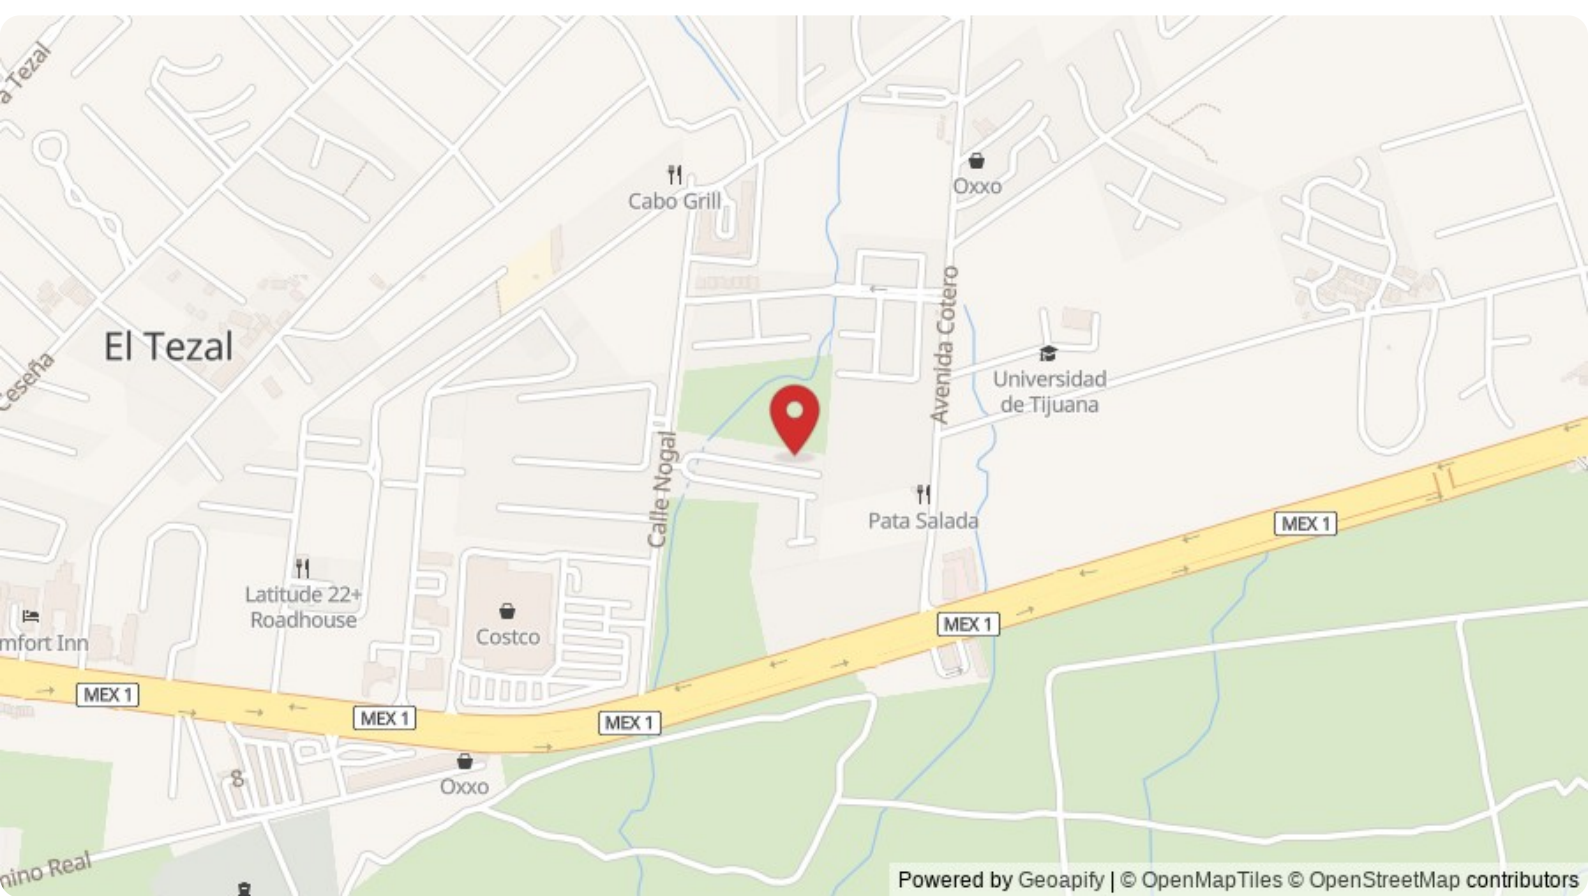 a Tezal
Cabo Grill
Oxxo
El Tezal
Ceseña
Avenida Cotero
Universidad
de Tijuana
Calle Nogal
Pata Salada
MEX 1
Latitude 22+
Roadhouse
Costco
MEX 1
mfort Inn
MEX 1
MEX 1
MEX 1
8
Oxxo
nino Real
Powered by Geoapify | © OpenMapTiles © OpenStreetMap contributors